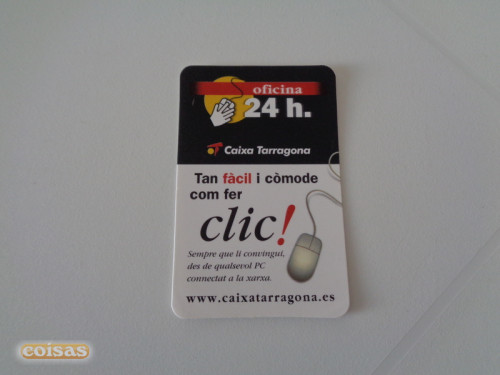 oficina
24 h.
Caixa Tarragona
Tan fàcil i còmode
com fer
clic!
Sempre que li convingui,
des de qualsevol PC
connectat a la xarxa.
www.caixatarragona.es
coisas